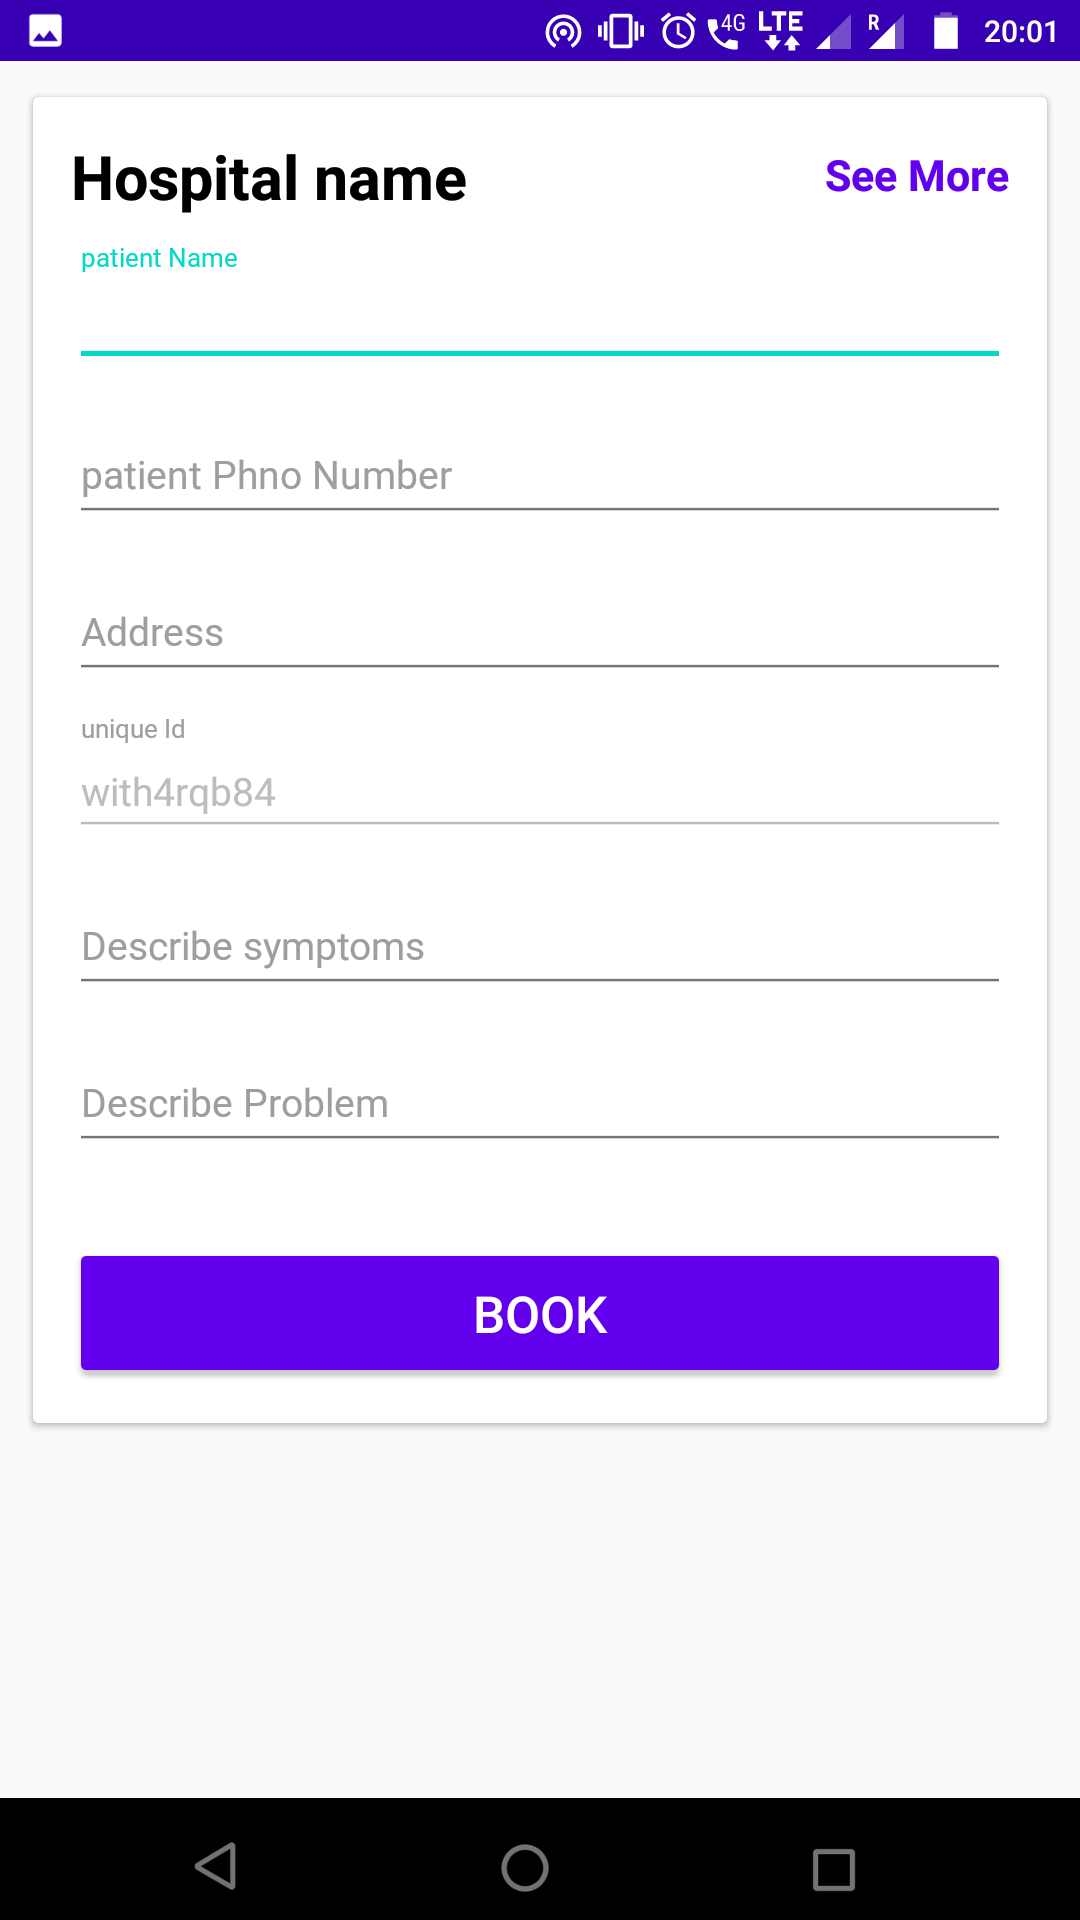 4G LTE R 20:01
Hospital name See More
patient Name
patient Phno Number
Address
unique Id
with4rqb84
Describe symptoms
Describe Problem
BOOK